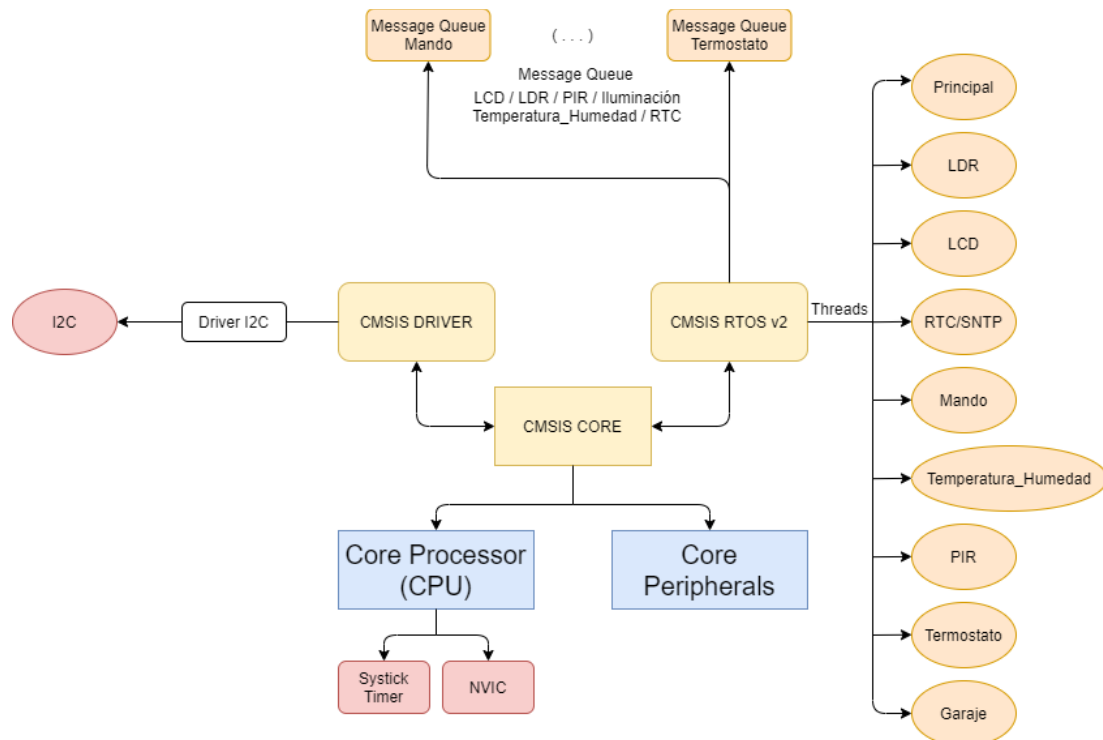 Message Queue
Mando
(...)
Message Queue
Termostato
Message Queue
LCD / LDR / PIR / Iluminación
Temperatura_Humedad / RTC
Principal
LDR
LCD
I2C
Driver I2C
CMSIS DRIVER
CMSIS RTOS v2
Threads
RTC/SNTP
Mando
CMSIS CORE
Temperatura_Humedad
Core Processor
(CPU)
Core
Peripherals
PIR
Termostato
Systick
Timer
NVIC
Garaje